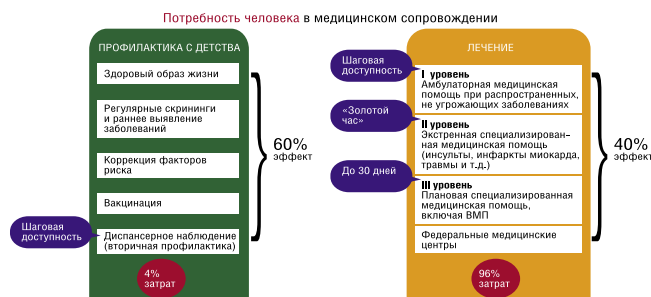 Потребность человека в медицинском сопровождении
ПРОФИЛАКТИКА С ДЕТСТВА
Здоровый образ жизни
Регулярные скрининги
и раннее выявление
заболеваний
Коррекция факторов
риска
Вакцинация
Шаговая
доступность
Диспансерное наблюдение
(вторичная профилактика)
4%
затрат
60%
эффект
ЛЕЧЕНИЕ
Шаговая
доступность
I уровень
Амбулаторная медицинская
помощь при распространенных,
не угрожающих заболеваниях
«Золотой
час»
II уровень
Экстренная специализирован-
ная медицинская помощь
(инсульты, инфаркты миокарда,
травмы и т.д.)
До 30 дней
III уровень
Плановая специализированная
медицинская помощь,
включая ВМП
Федеральные медицинские
центры
96%
затрат
40%
эффект